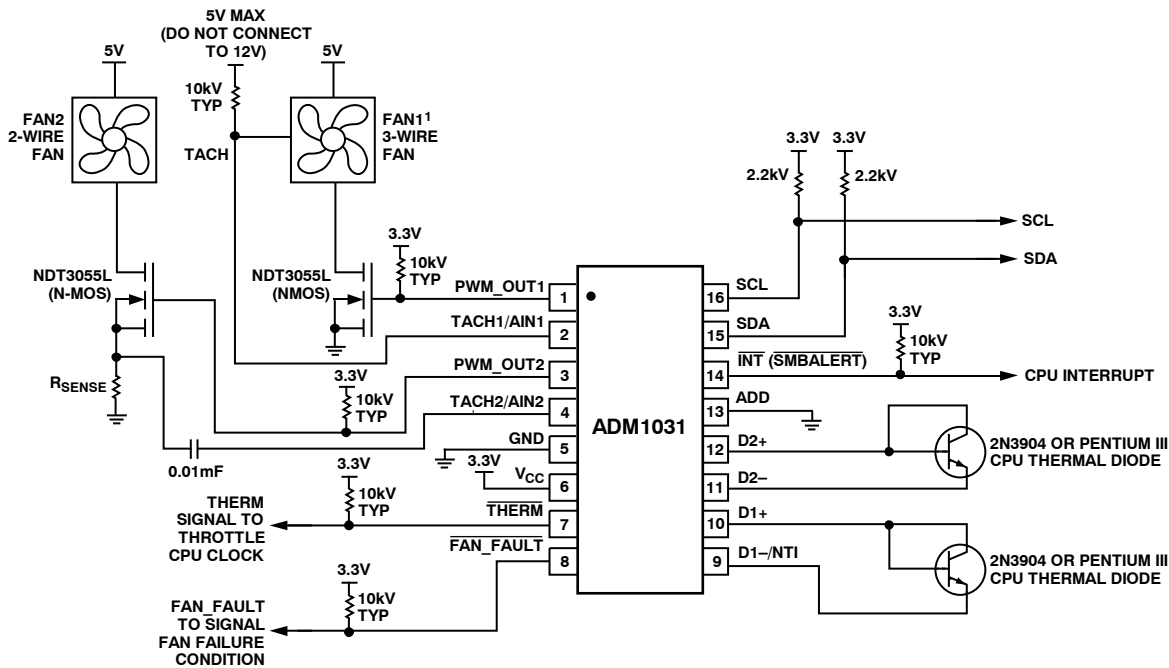 5V MAX
(DO NOT CONNECT
TO 12V)
5V
5V
10kV
TYP
FAN2
2-WIRE
FAN
TACH
FAN1¹
3-WIRE
FAN
3.3V
3.3V
2.2kV
2.2kV
SCL
SDA
3.3V
10kV
TYP
NDT3055L
(N-MOS)
NDT3055L
(NMOS)
PWM_OUT1
1
TACH1/AIN1
2
PWM_OUT2
3
TACH2/AIN2
4
GND
5
VCC
6
THERM
7
FAN_FAULT
8
ADM1031
16
SCL
15
SDA
14
INT (SMBALERT)
13
ADD
12
D2+
11
D2–
10
D1+
9
D1–/NTI
3.3V
10kV
TYP
CPU INTERRUPT
2N3904 OR PENTIUM III
CPU THERMAL DIODE
2N3904 OR PENTIUM III
CPU THERMAL DIODE
RSENSE
3.3V
10kV
TYP
0.01mF
3.3V
3.3V
10kV
TYP
THERM
SIGNAL TO
THROTTLE
CPU CLOCK
3.3V
10kV
TYP
FAN_FAULT
TO SIGNAL
FAN FAILURE
CONDITION